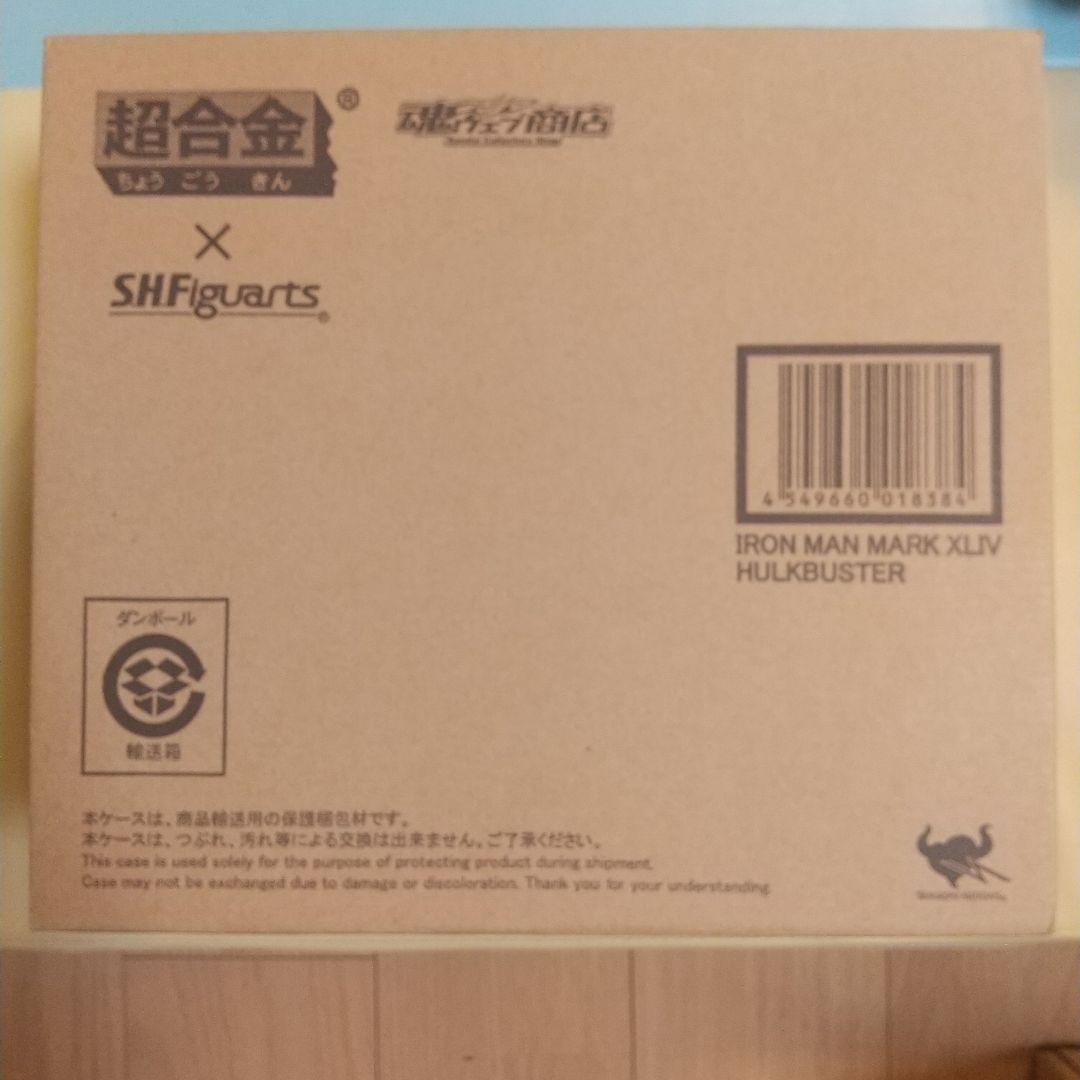 超合金®
ちょう ごう きん
魂ウェブ商店
×
S.H.Figuarts®
4 549660 018384
IRON MAN MARK XLIV
HULKBUSTER
ダンボール
輸送箱
本ケースは、商品輸送用の保護梱包材です。
本ケースは、つぶれ、汚れ等による交換は出来ません。ご了承ください。
This case is used solely for the purpose of protecting product during shipment.
Case may not be exchanged due to damage or discoloration. Thank you for your understanding.